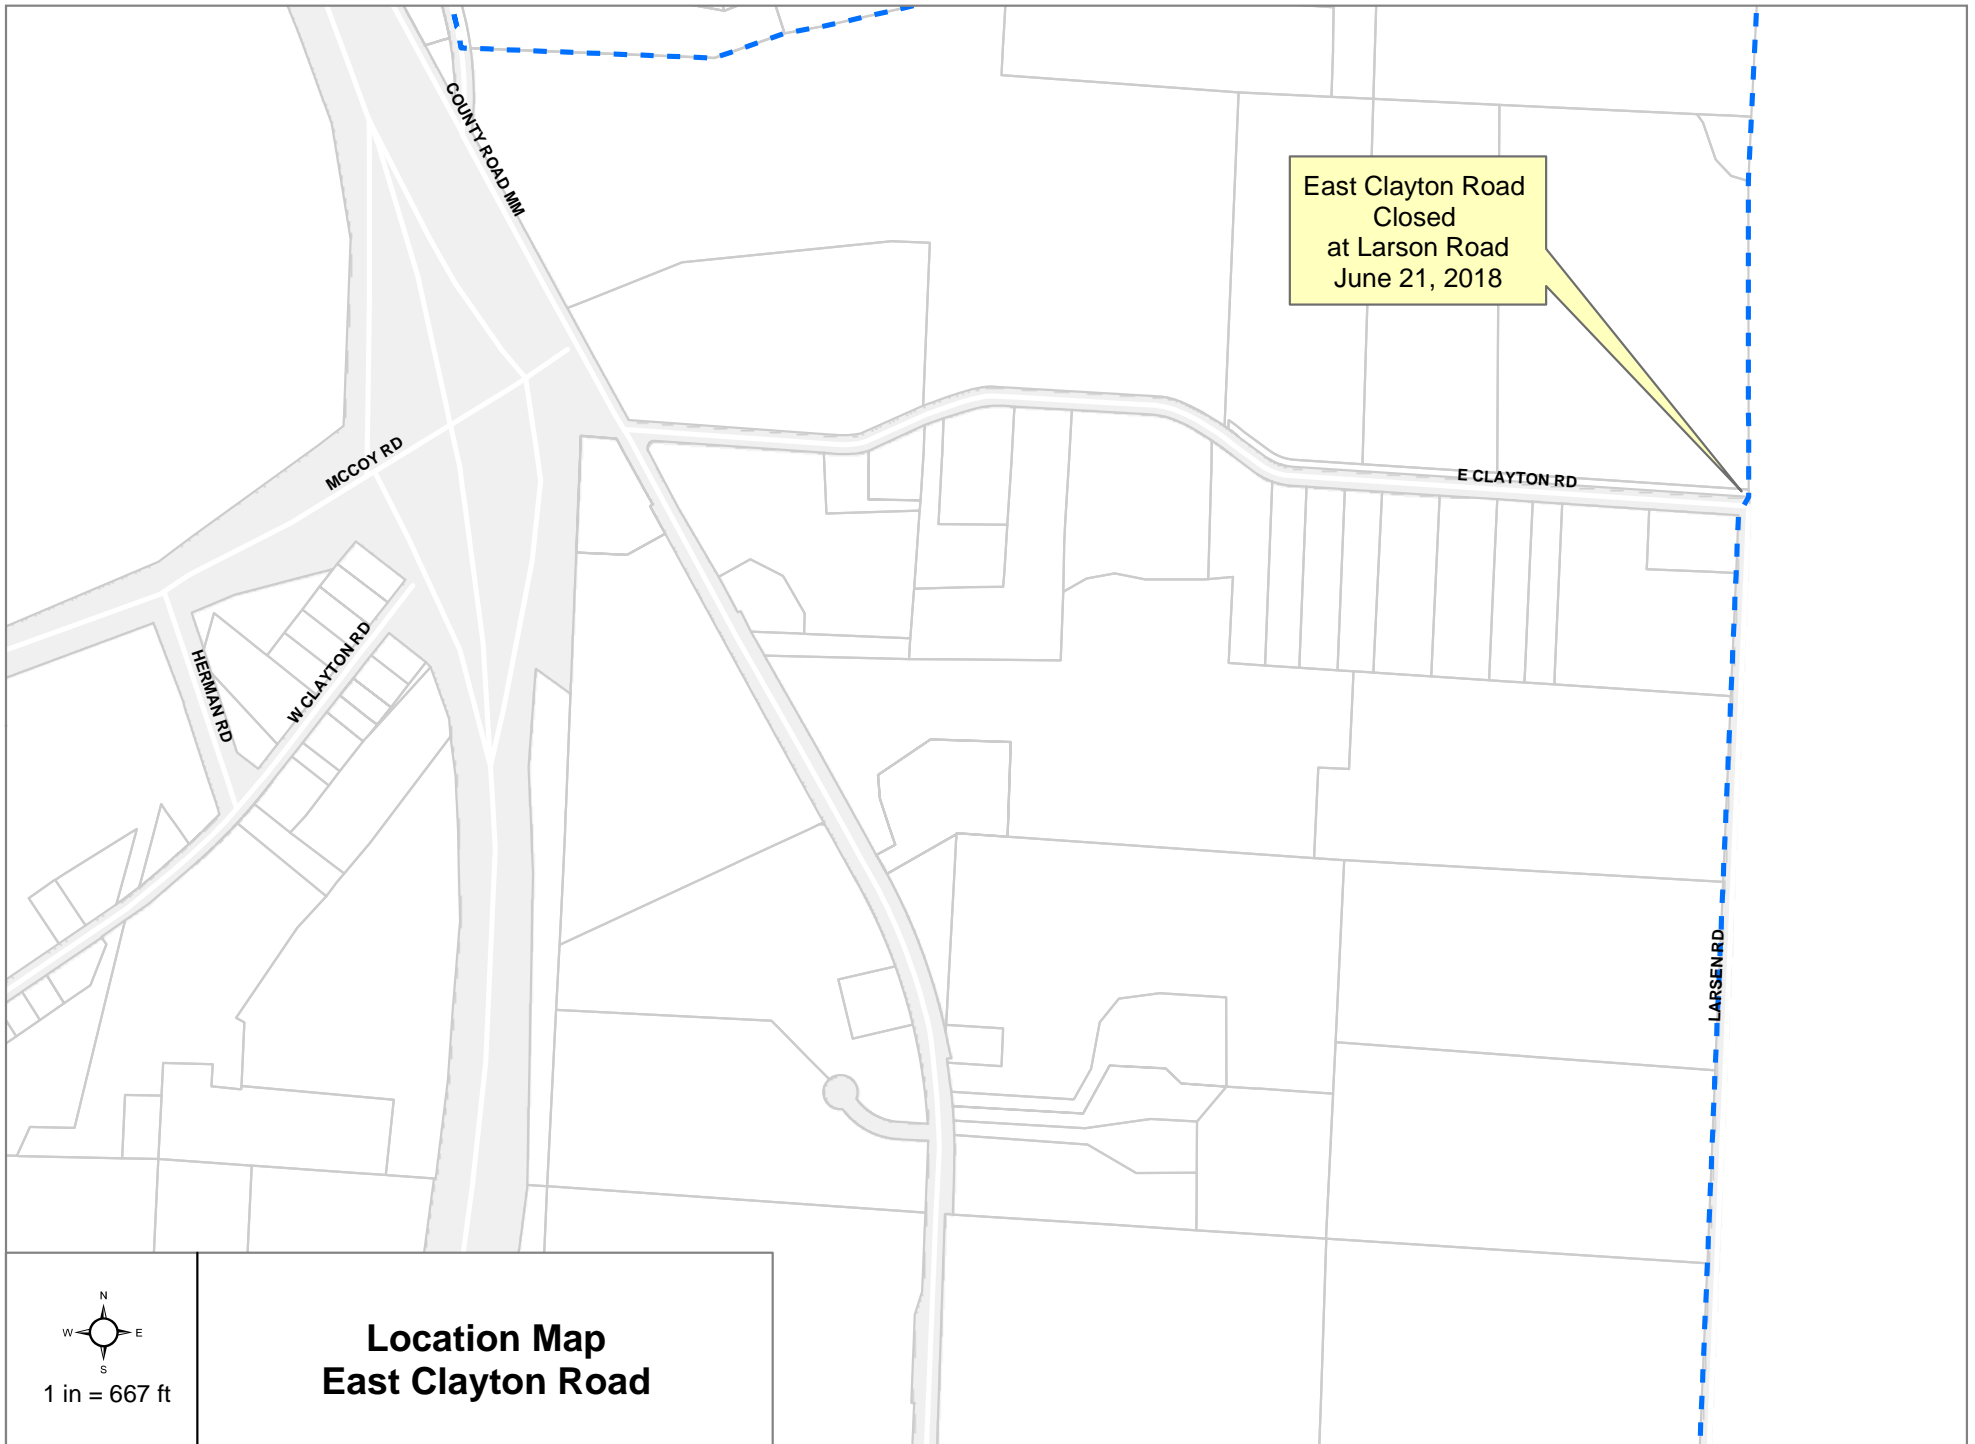 COUNTY ROAD MM
East Clayton Road
Closed
at Larson Road
June 21, 2018
MCCOY RD
E CLAYTON RD
HERMAN RD
W CLAYTON RD
LARSEN RD
N
W E
S
1 in = 667 ft
Location Map
East Clayton Road